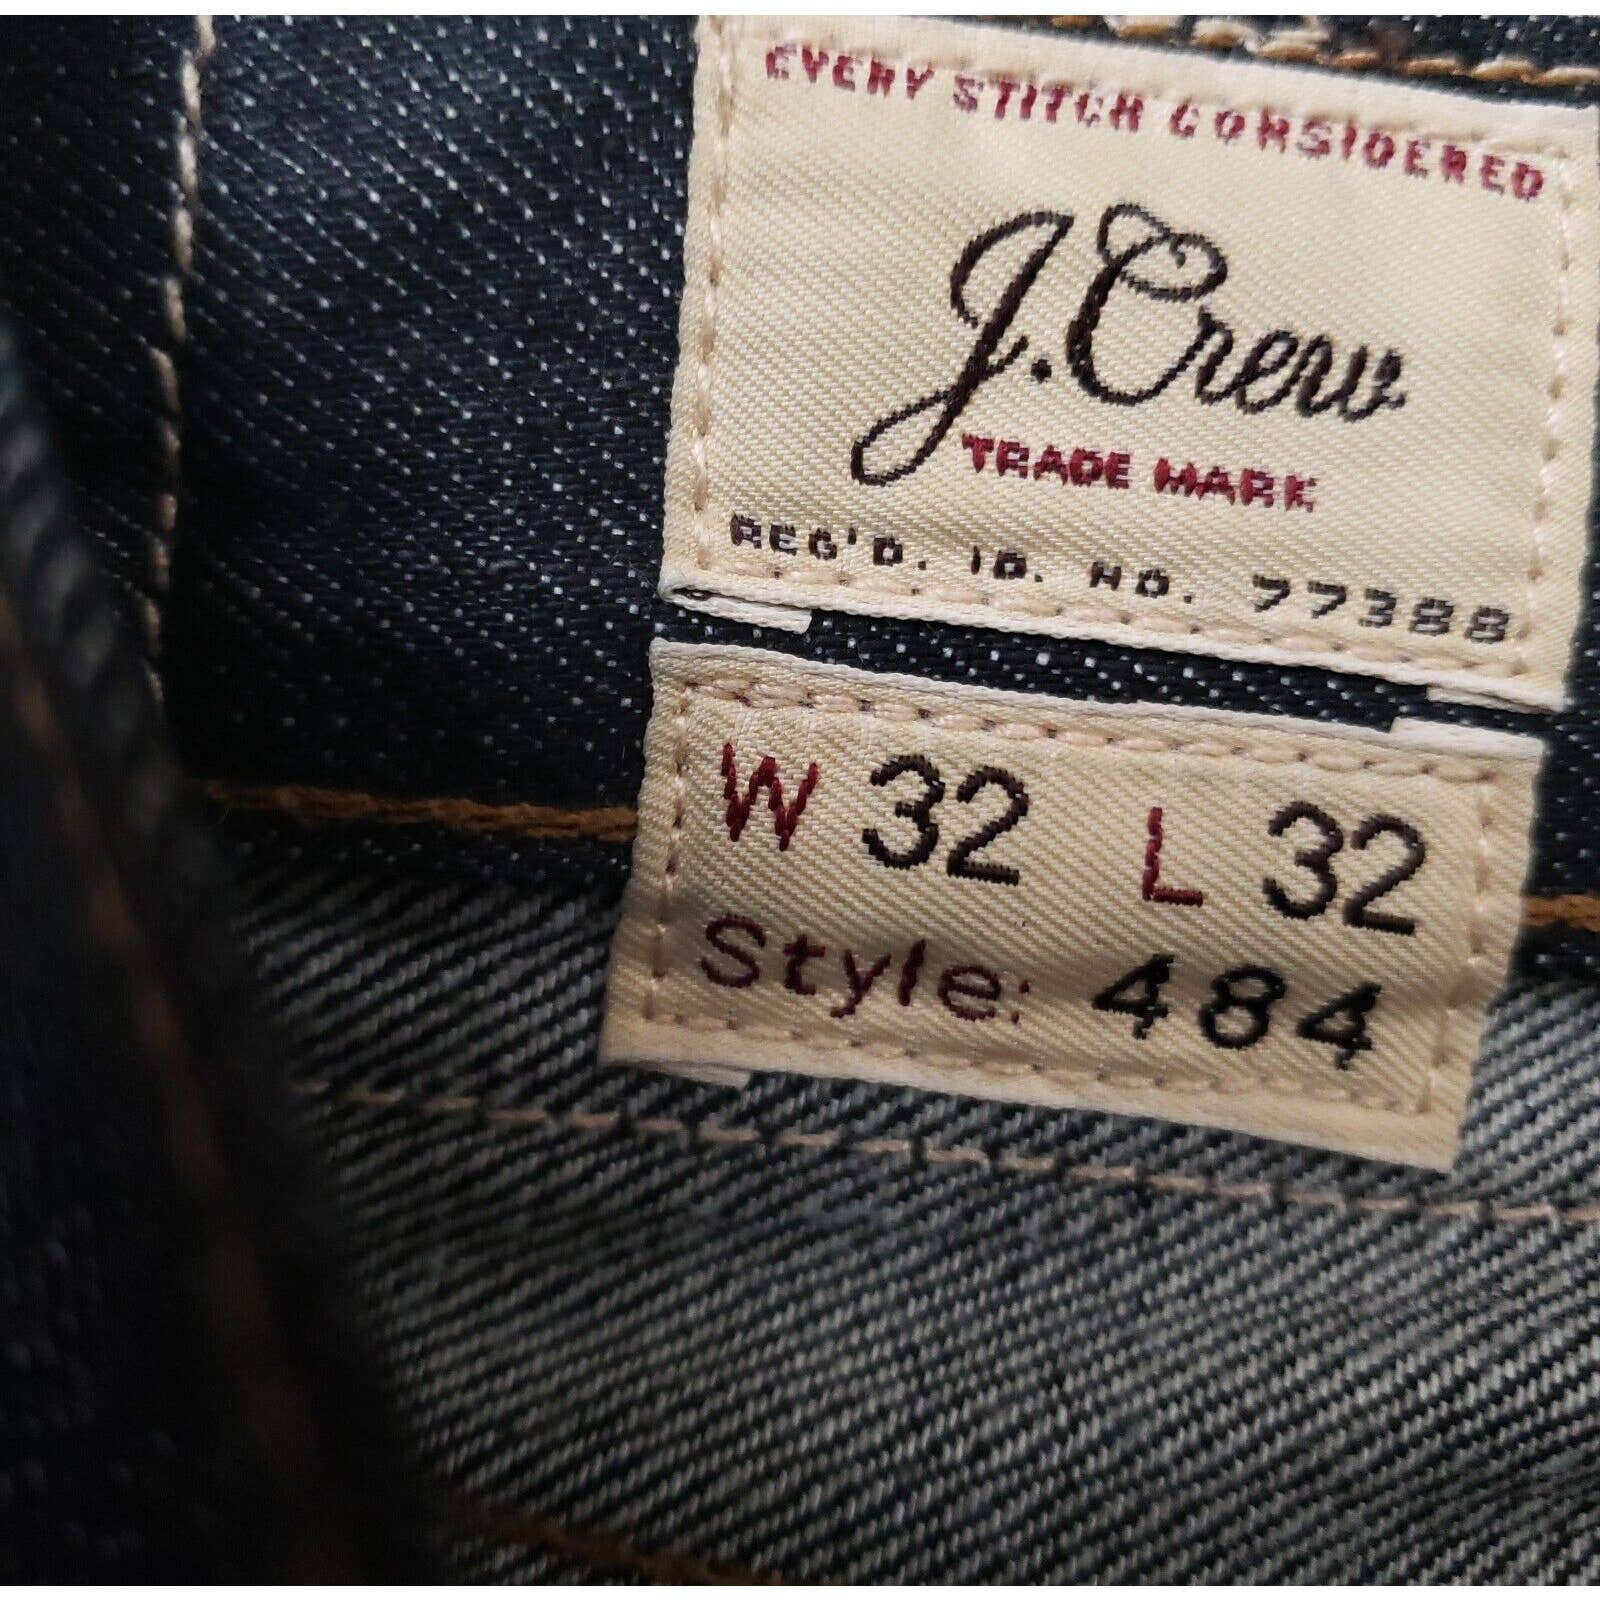 EVERY STITCH CONSIDERED
J.Crew
TRADE MARK
REG'D. ID. NO. 77388
W 32 L 32
Style: 484